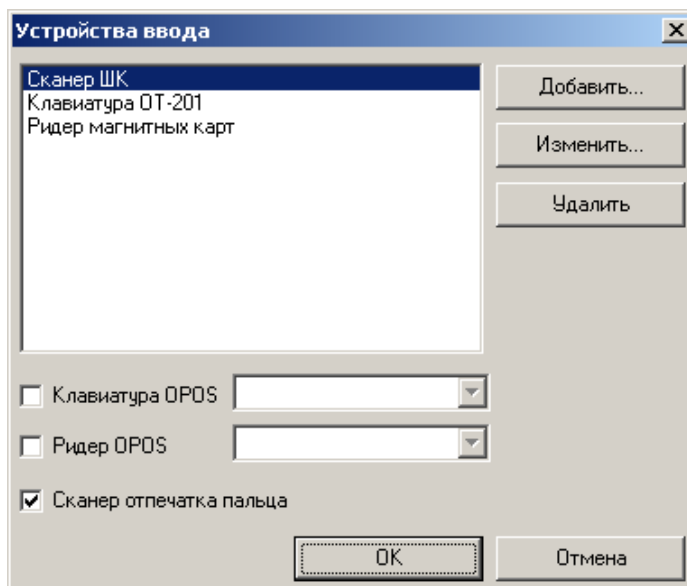 Устройства ввода
Сканер ШК
Клавиатура ОТ-201
Ридер магнитных карт
Добавить...
Изменить...
Удалить
Клавиатура OPOS
Ридер OPOS
Сканер отпечатка пальца
OK
Отмена